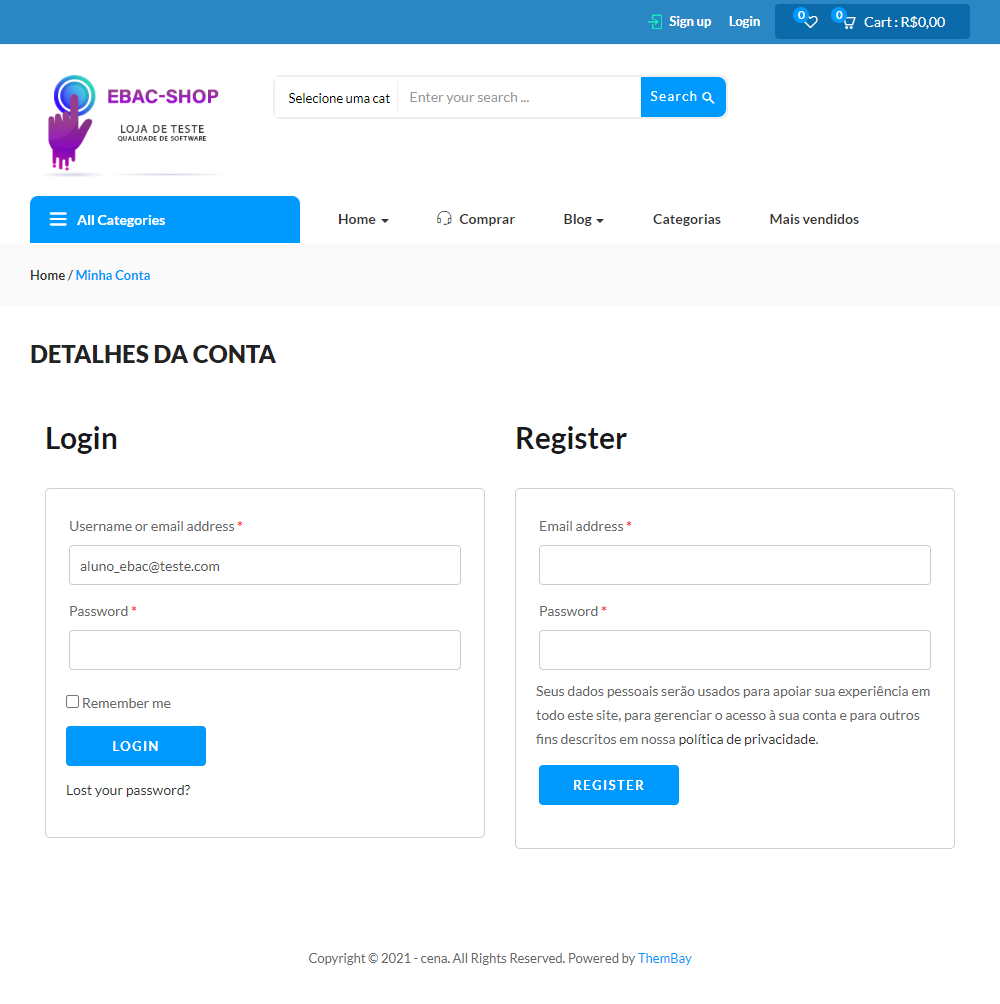 Sign up Login 0 0 Cart : R$0,00
EBAC-SHOP
LOJA DE TESTE
QUALIDADE DE SOFTWARE
Selecione uma cat Enter your search ... Search
All Categories Home Comprar Blog Categorias Mais vendidos
Home / Minha Conta
DETALHES DA CONTA
Login
Username or email address *
aluno_ebac@teste.com
Password *
Remember me
LOGIN
Lost your password?
Register
Email address *
Password *
Seus dados pessoais serão usados para apoiar sua experiência em
todo este site, para gerenciar o acesso à sua conta e para outros
fins descritos em nossa política de privacidade.
REGISTER
Copyright © 2021 - cena. All Rights Reserved. Powered by ThemBay